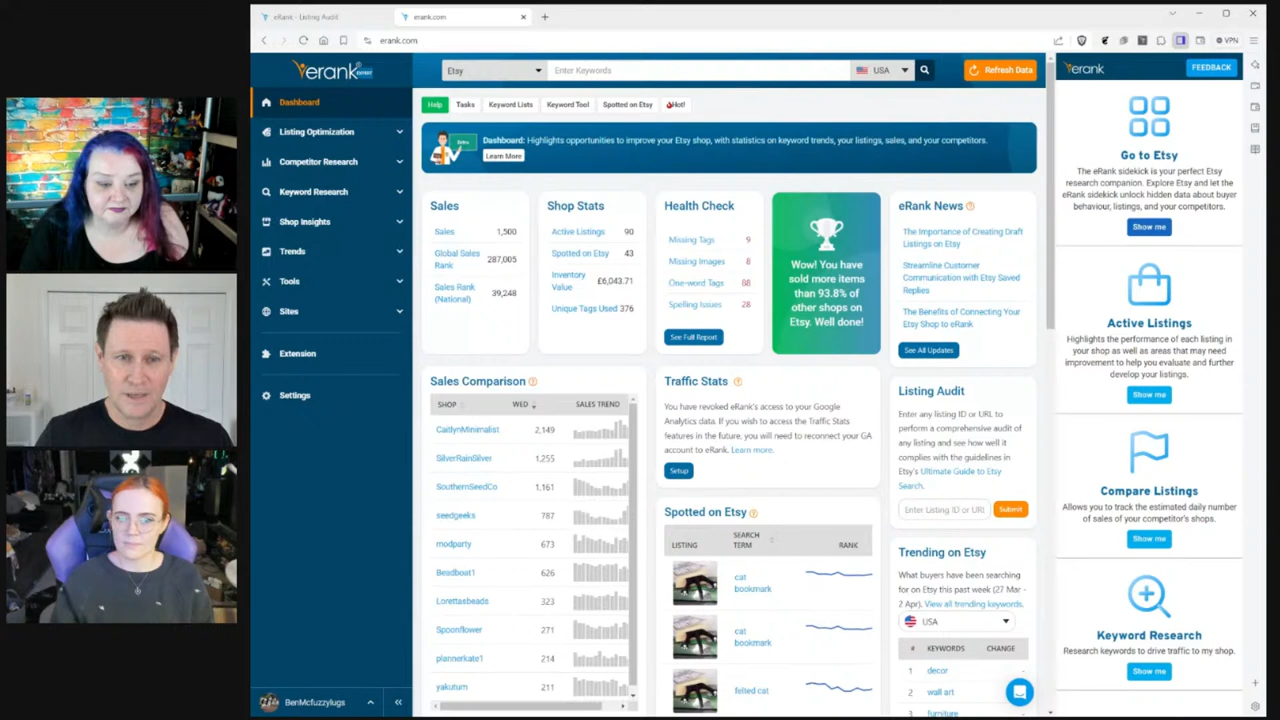 eRank - Listing Audit
erank.com
erank.com
VPN
erank
EXPERT
Etsy
Enter Keywords
USA
Refresh Data
erank
FEEDBACK
Dashboard
Listing Optimization
Competitor Research
Keyword Research
Shop Insights
Trends
Tools
Sites
Extension
Settings
BenMcfuzzylugs
Help
Tasks
Keyword Lists
Keyword Tool
Spotted on Etsy
Hot!
Dashboard: Highlights opportunities to improve your Etsy shop, with statistics on keyword trends, your listings, sales, and your competitors.
Learn More
Sales
Sales 1,500
Global Sales
Rank 287,005
Sales Rank
(National) 39,248
Shop Stats
Active Listings 90
Spotted on Etsy 43
Inventory
Value £6,043.71
Unique Tags Used 376
Health Check
Missing Tags 9
Missing Images 8
One-word Tags 88
Spelling Issues 28
See Full Report
Wow! You have
sold more items
than 93.8% of
other shops on
Etsy. Well done!
eRank News
The Importance of Creating Draft
Listings on Etsy
Streamline Customer
Communication with Etsy Saved
Replies
The Benefits of Connecting Your
Etsy Shop to eRank
See All Updates
Sales Comparison
SHOP WED SALES TREND
CaitlynMinimalist 2,149
SilverRainSilver 1,255
SouthernSeedCo 1,161
seedgeeks 787
modparty 673
Beadboat1 626
Lorettasbeads 323
Spoonflower 271
plannerkate1 214
yakutum 211
Traffic Stats
You have revoked eRank's access to your Google
Analytics data. If you wish to access the Traffic Stats
features in the future, you will need to reconnect your GA
account to eRank. Learn more.
Setup
Spotted on Etsy
LISTING SEARCH TERM RANK
cat
bookmark
cat
bookmark
felted cat
Listing Audit
Enter any listing ID or URL to
perform a comprehensive audit of
any listing and see how well it
complies with the guidelines in
Etsy's Ultimate Guide to Etsy
Search.
Enter Listing ID or URL
Submit
Trending on Etsy
What buyers have been searching
for on Etsy this past week (27 Mar -
2 Apr). View all trending keywords.
USA
# KEYWORDS CHANGE
1 decor -
2 wall art
3 furniture
Go to Etsy
The eRank sidekick is your perfect Etsy
research companion. Explore Etsy and let the
eRank sidekick unlock hidden data about buyer
behaviour, listings, and your competitors.
Show me
Active Listings
Highlights the performance of each listing in
your shop as well as areas that may need
improvement to help you evaluate and further
develop your listings.
Show me
Compare Listings
Allows you to track the estimated daily number
of sales of your competitor's shops.
Show me
Keyword Research
Research keywords to drive traffic to my shop.
Show me